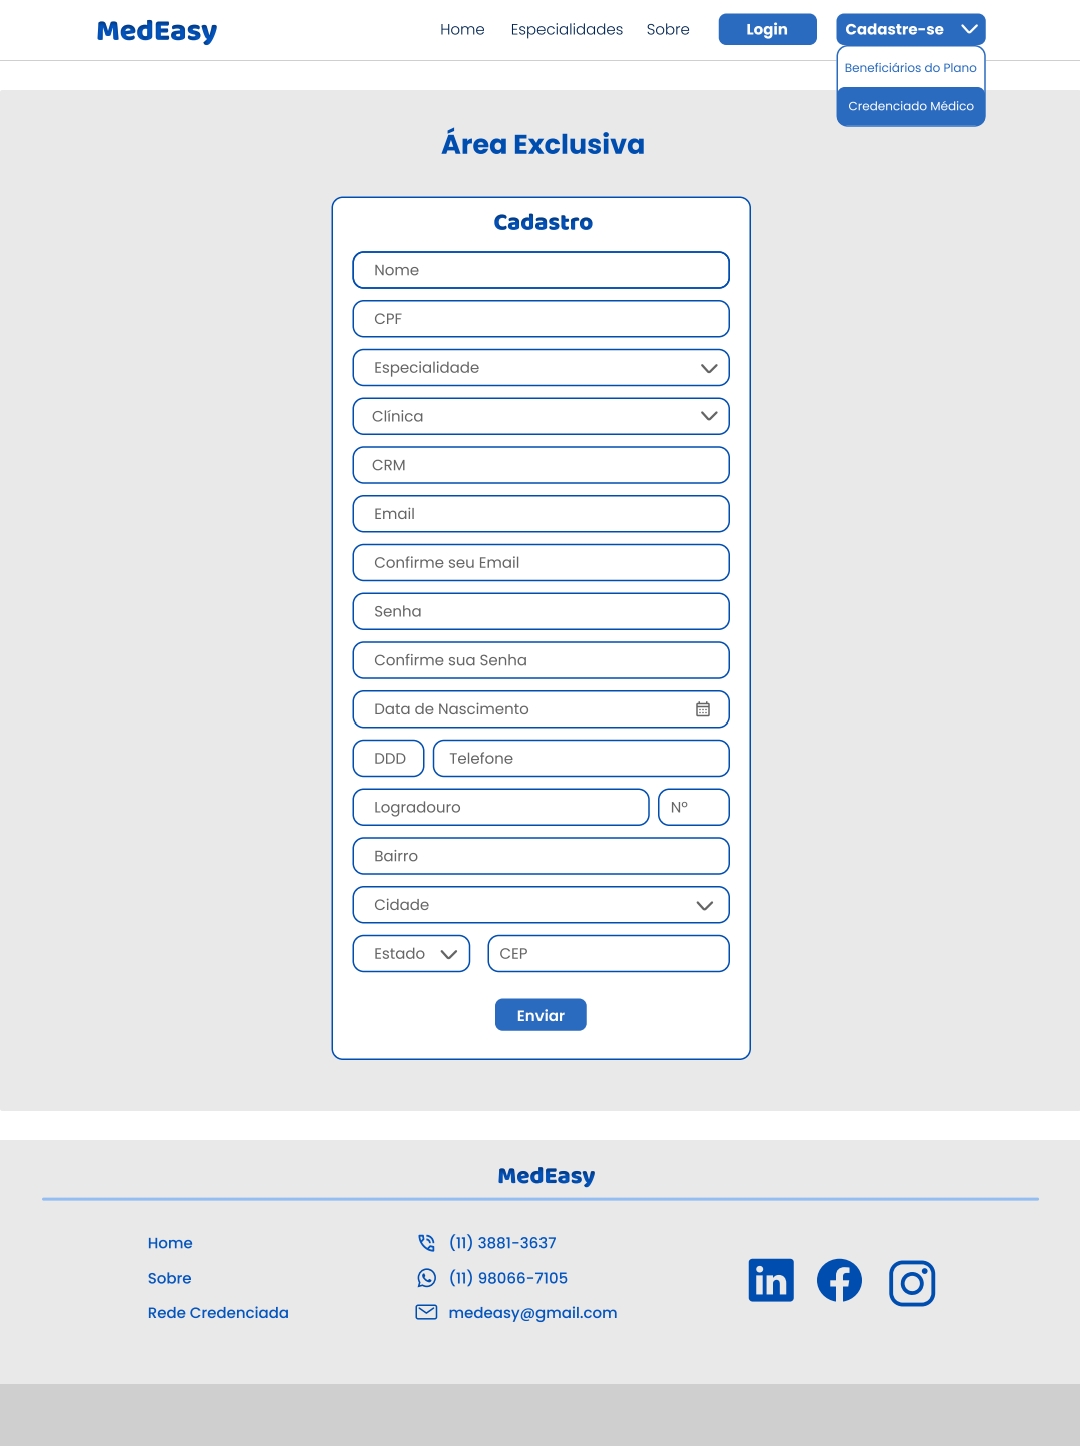 MedEasy
Home
Especialidades
Sobre
Login
Cadastre-se
Beneficiários do Plano
Credenciado Médico
Área Exclusiva
Cadastro
Nome
CPF
Especialidade
Clínica
CRM
Email
Confirme seu Email
Senha
Confirme sua Senha
Data de Nascimento
DDD
Telefone
Logradouro
Nº
Bairro
Cidade
Estado
CEP
Enviar
MedEasy
Home
Sobre
Rede Credenciada
(11) 3881-3637
(11) 98066-7105
medeasy@gmail.com
in